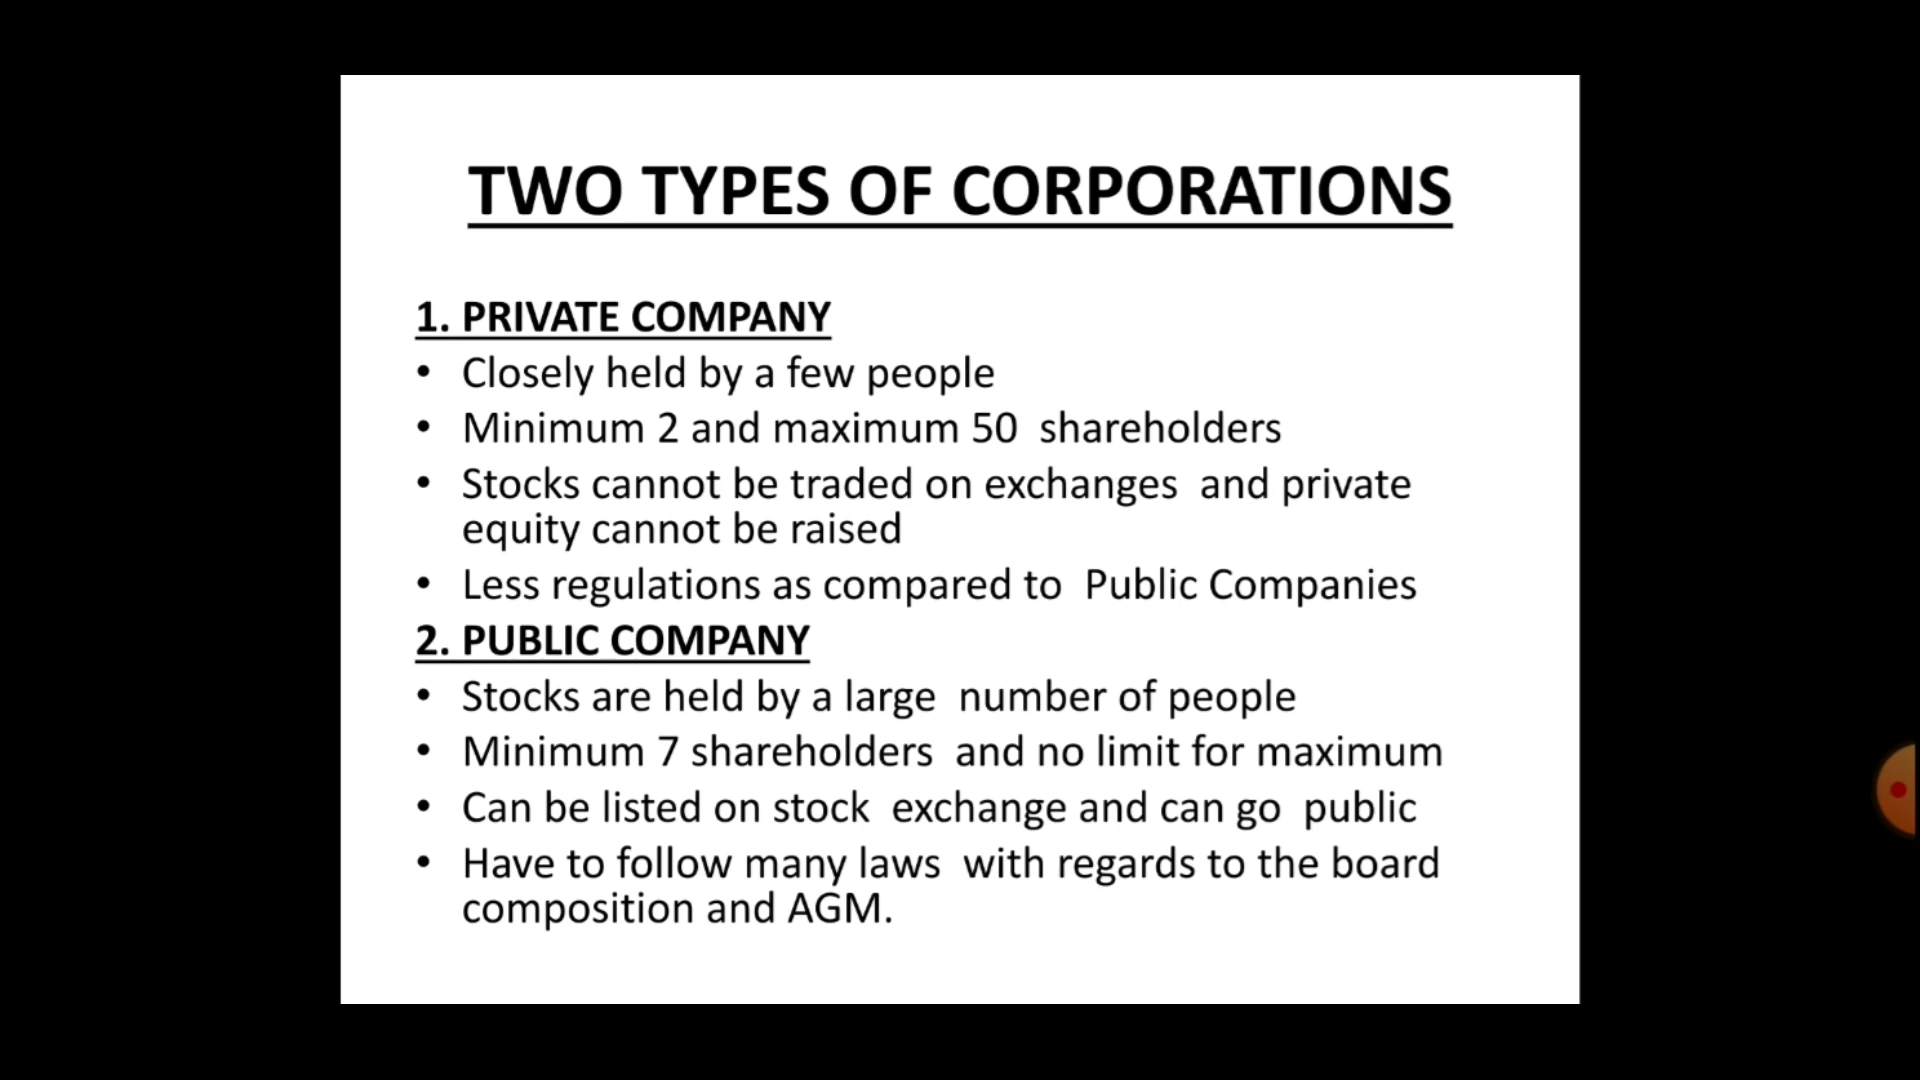 TWO TYPES OF CORPORATIONS
1. PRIVATE COMPANY
• Closely held by a few people
• Minimum 2 and maximum 50 shareholders
• Stocks cannot be traded on exchanges and private
equity cannot be raised
• Less regulations as compared to Public Companies
2. PUBLIC COMPANY
• Stocks are held by a large number of people
• Minimum 7 shareholders and no limit for maximum
• Can be listed on stock exchange and can go public
• Have to follow many laws with regards to the board
composition and AGM.